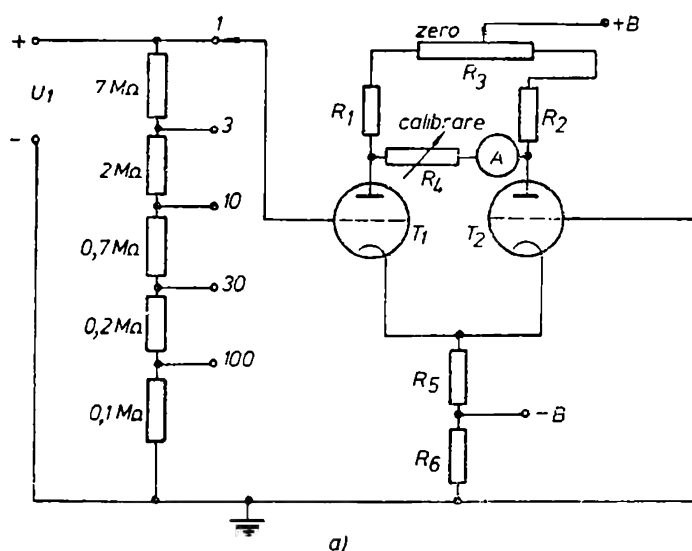 +
1
zero
+B
R3
U1
7 MΩ
R1
calibrare
R2
-
3
A
R4
2 MΩ
10
T1
T2
0,7 MΩ
30
0,2 MΩ
100
R5
-B
0,1 MΩ
R6
a)